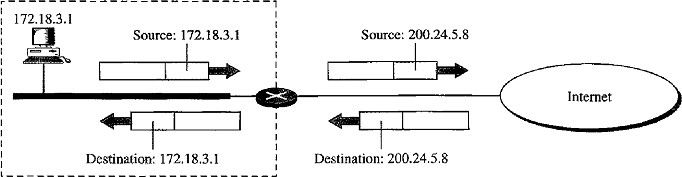 172.18.3.1
Source: 172.18.3.1
Source: 200.24.5.8
Internet
Destination: 172.18.3.1
Destination: 200.24.5.8